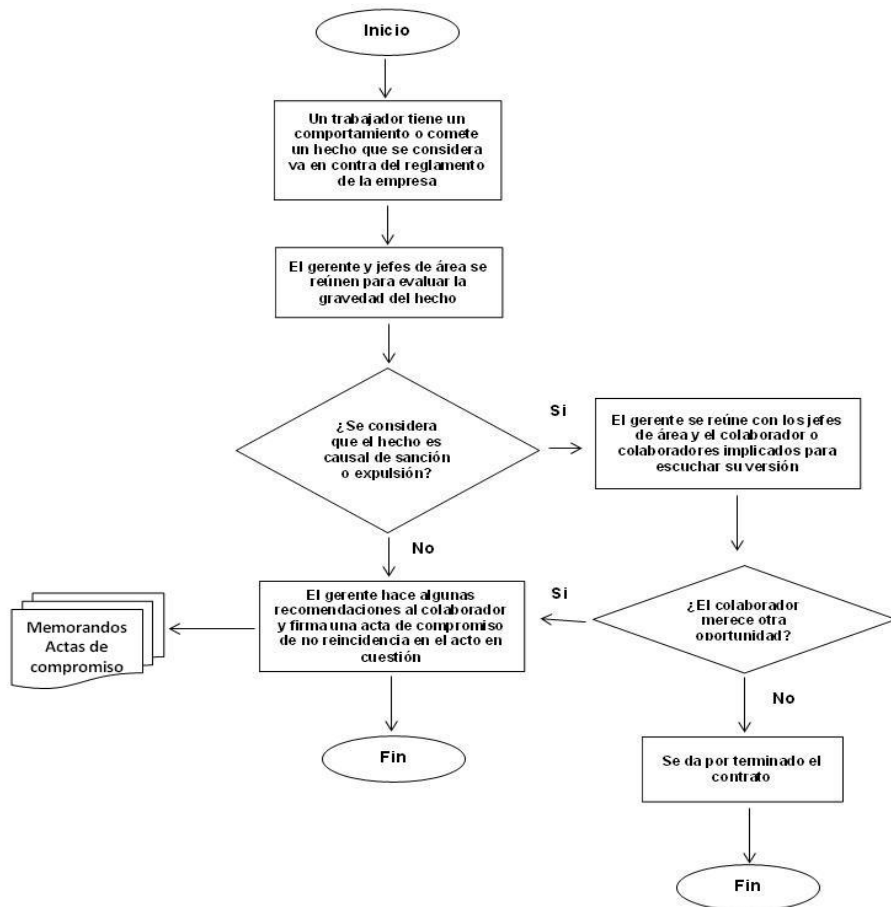 Inicio
Un trabajador tiene un
comportamiento o comete
un hecho que se considera
va en contra del reglamento
de la empresa
El gerente y jefes de área se
reúnen para evaluar la
gravedad del hecho
¿Se considera
que el hecho es
causal de sanción
o expulsión?
Si
El gerente se reúne con los jefes
de área y el colaborador o
colaboradores implicados para
escuchar su versión
No
El gerente hace algunas
recomendaciones al colaborador
y firma una acta de compromiso
de no reincidencia en el acto en
cuestión
Si
¿El colaborador
merece otra
oportunidad?
Memorandos
Actas de
compromiso
No
Fin
Se da por terminado el
contrato
Fin